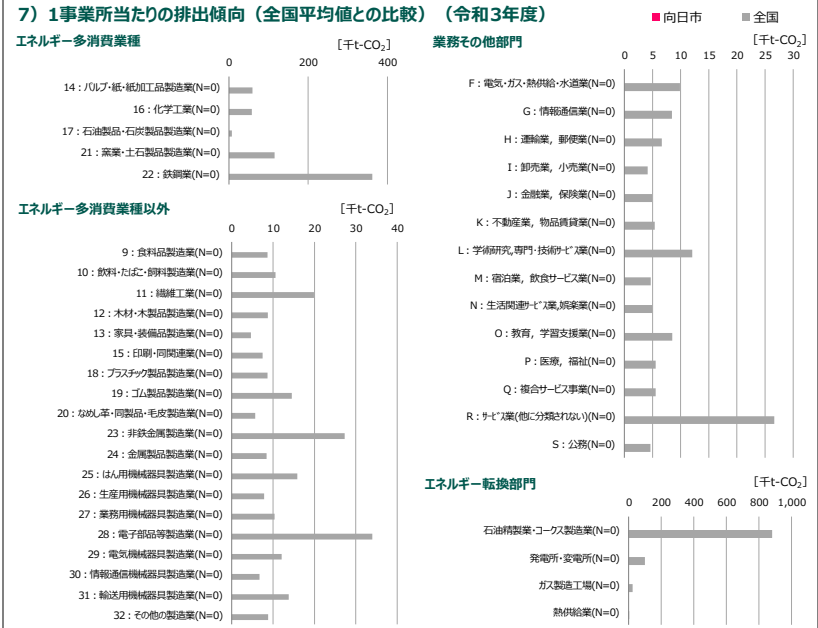 7）1事業所当たりの排出傾向（全国平均値との比較）（令和3年度）
■向日市 ■全国
エネルギー多消費業種
[千t-CO₂]
0 200 400
14：パルプ・紙・紙加工品製造業(N=0)
16：化学工業(N=0)
17：石油製品・石炭製品製造業(N=0)
21：窯業・土石製品製造業(N=0)
22：鉄鋼業(N=0)
エネルギー多消費業種以外
[千t-CO₂]
0 10 20 30 40
9：食料品製造業(N=0)
10：飲料・たばこ・飼料製造業(N=0)
11：繊維工業(N=0)
12：木材・木製品製造業(N=0)
13：家具・装備品製造業(N=0)
15：印刷・同関連業(N=0)
18：プラスチック製品製造業(N=0)
19：ゴム製品製造業(N=0)
20：なめし革・同製品・毛皮製造業(N=0)
23：非鉄金属製造業(N=0)
24：金属製品製造業(N=0)
25：はん用機械器具製造業(N=0)
26：生産用機械器具製造業(N=0)
27：業務用機械器具製造業(N=0)
28：電子部品等製造業(N=0)
29：電気機械器具製造業(N=0)
30：情報通信機械器具製造業(N=0)
31：輸送用機械器具製造業(N=0)
32：その他の製造業(N=0)
業務その他部門
[千t-CO₂]
0 5 10 15 20 25 30
F：電気・ガス・熱供給・水道業(N=0)
G：情報通信業(N=0)
H：運輸業，郵便業(N=0)
I：卸売業，小売業(N=0)
J：金融業，保険業(N=0)
K：不動産業，物品賃貸業(N=0)
L：学術研究,専門・技術サービス業(N=0)
M：宿泊業，飲食サービス業(N=0)
N：生活関連サービス業,娯楽業(N=0)
O：教育，学習支援業(N=0)
P：医療，福祉(N=0)
Q：複合サービス事業(N=0)
R：サービス業(他に分類されない)(N=0)
S：公務(N=0)
エネルギー転換部門
[千t-CO₂]
0 200 400 600 800 1,000
石油精製業・コークス製造業(N=0)
発電所・変電所(N=0)
ガス製造工場(N=0)
熱供給業(N=0)